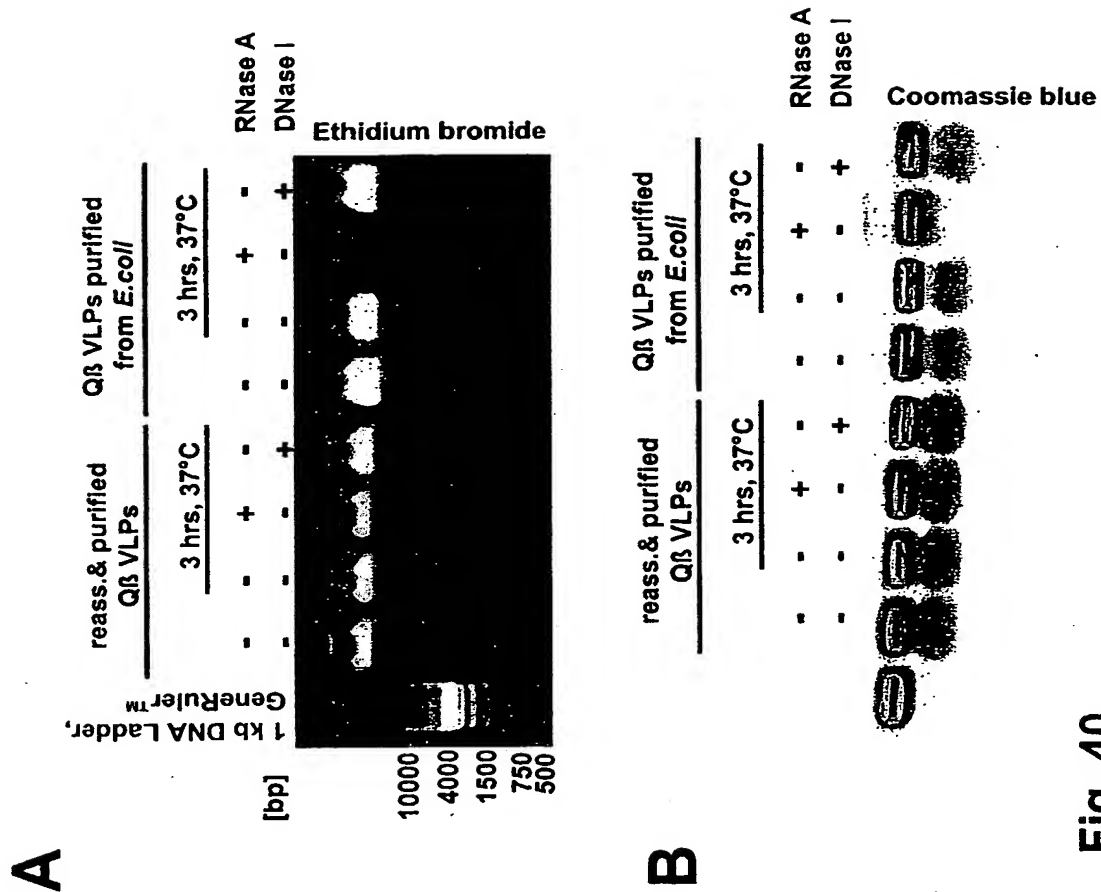 A
reass.& purified
Qß VLPs
Qß VLPs purified
from E.coli
3 hrs, 37°C
3 hrs, 37°C
1 kb DNA Ladder,
GeneRuler™
- - + - - - + - RNase A
- - - + - - - + DNase I
[bp]
10000
4000
1500
750
500
Ethidium bromide
B
reass.& purified
Qß VLPs
Qß VLPs purified
from E.coli
3 hrs, 37°C
3 hrs, 37°C
- - + - - - + - RNase A
- - - + - - - + DNase I
Coomassie blue
Fig. 40